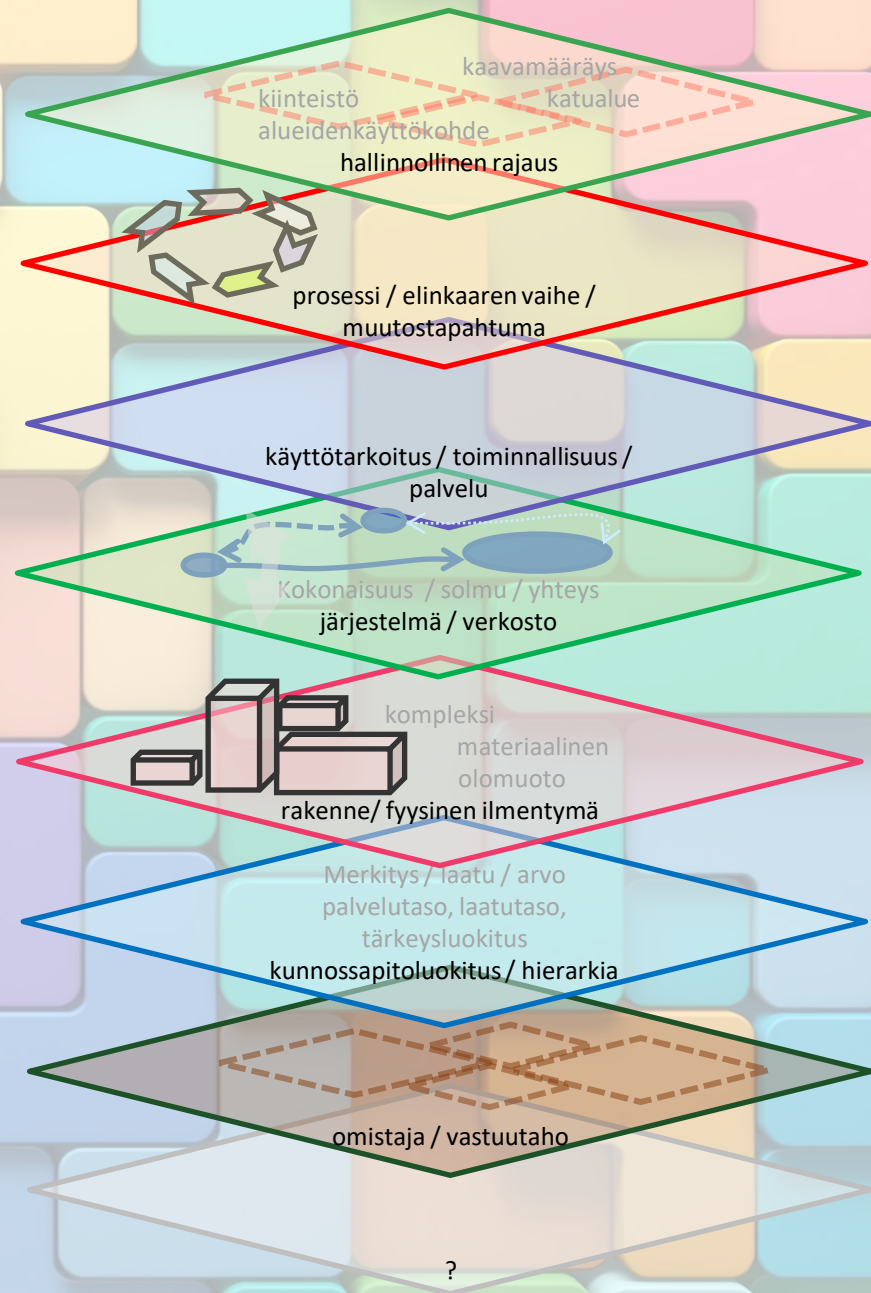 kaavamääräys
kiinteistö katualue
alueidenkäyttökohde
hallinnollinen rajaus
prosessi / elinkaaren vaihe /
muutostapahtuma
käyttötarkoitus / toiminnallisuus /
palvelu
Kokonaisuus / solmu / yhteys
järjestelmä / verkosto
kompleksi
materiaalinen
olomuoto
rakenne/ fyysinen ilmentymä
Merkitys / laatu / arvo
palvelutaso, laatutaso,
tärkeysluokitus
kunnossapitoluokitus / hierarkia
omistaja / vastuutaho
?